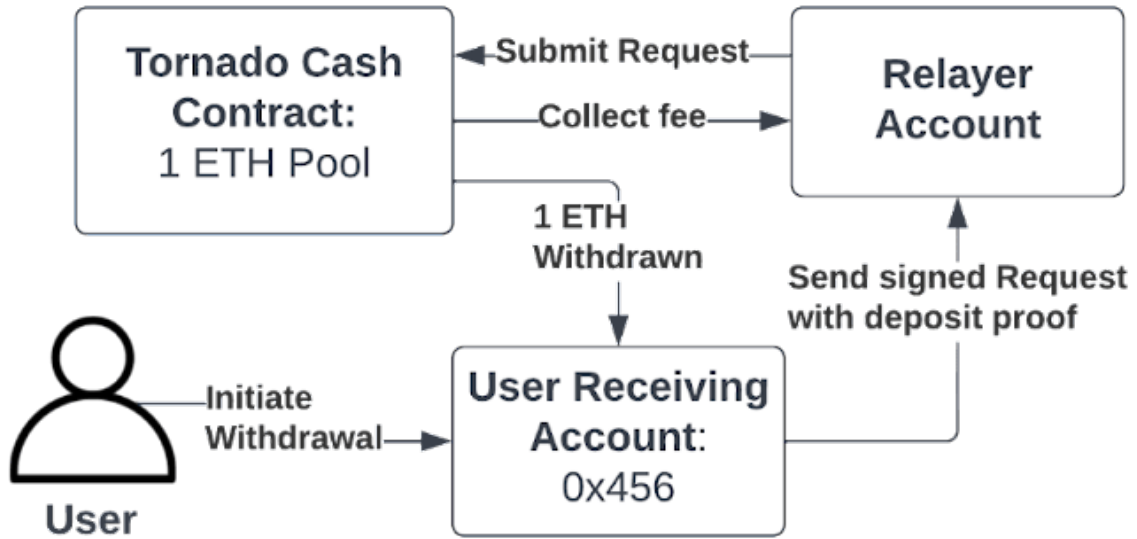 Tornado Cash
Contract:
1 ETH Pool
Submit Request
Collect fee
Relayer
Account
1 ETH
Withdrawn
Send signed Request
with deposit proof
Initiate
Withdrawal
User Receiving
Account:
0x456
User